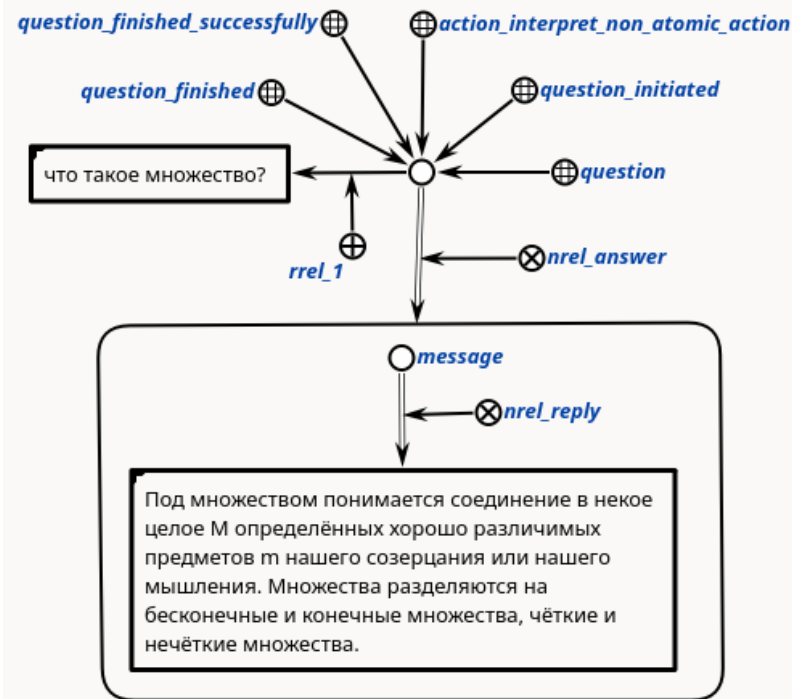 question_finished_successfully
action_interpret_non_atomic_action
question_finished
question_initiated
что такое множество?
question
rrel_1
nrel_answer
message
nrel_reply
Под множеством понимается соединение в некое
целое М определённых хорошо различимых
предметов m нашего созерцания или нашего
мышления. Множества разделяются на
бесконечные и конечные множества, чёткие и
нечёткие множества.